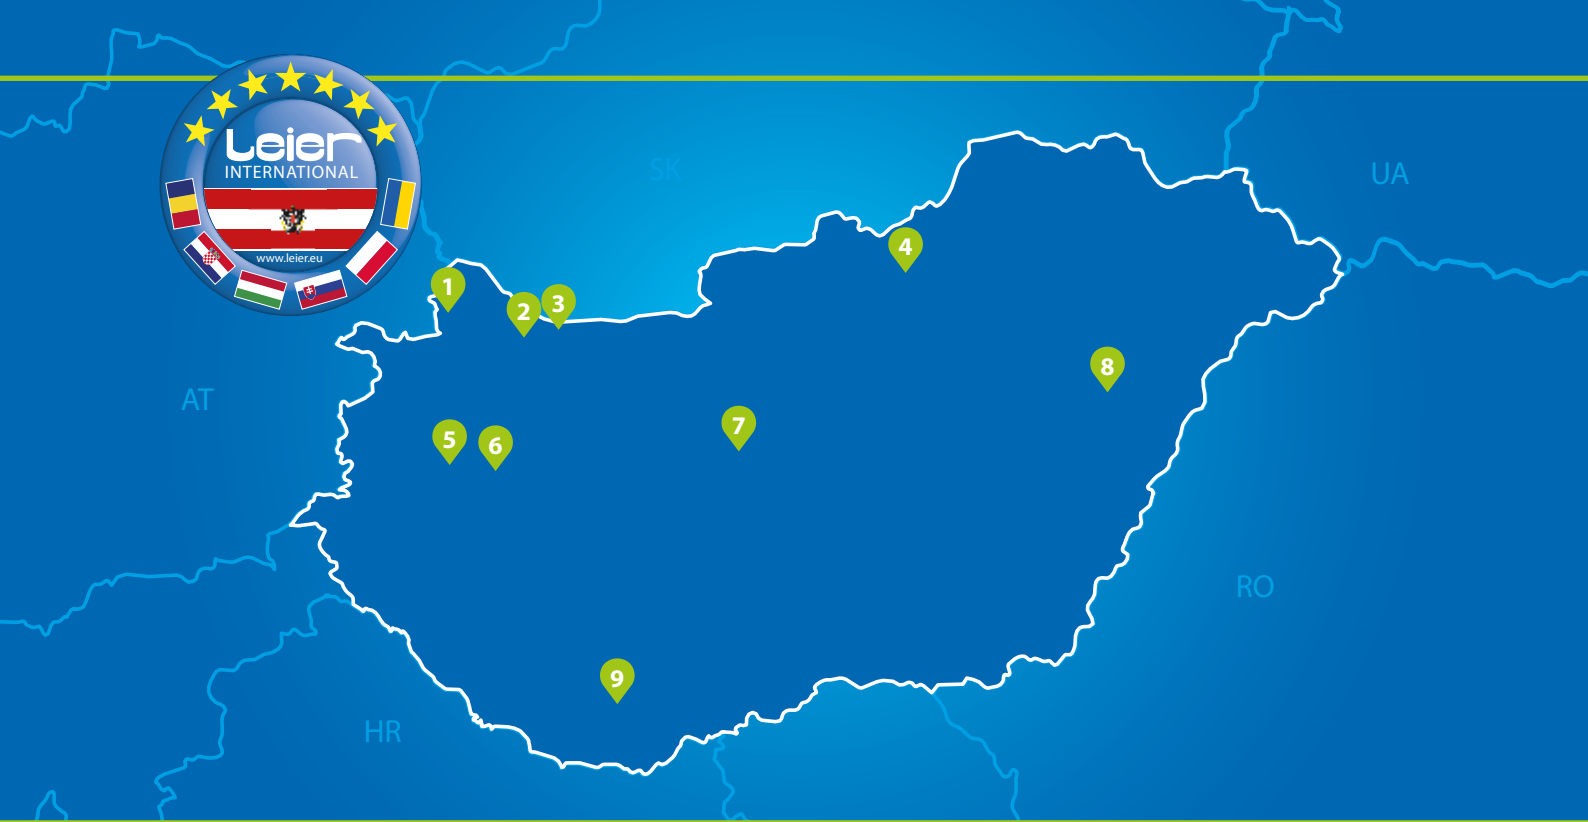 Leier
INTERNATIONAL
www.leier.eu
SK
UA
AT
RO
HR
1
2
3
4
5
6
7
8
9